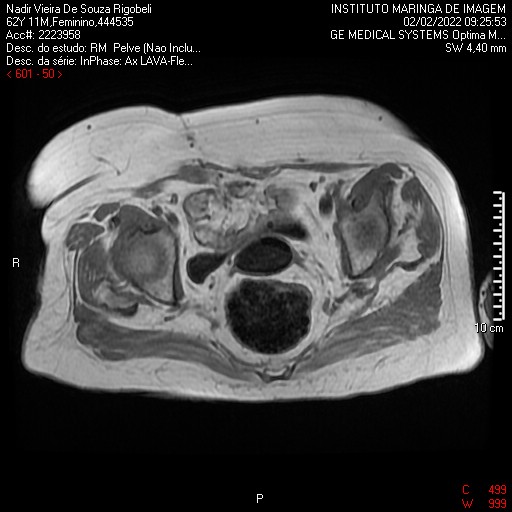 Nadir Vieira De Souza Rigobeli
62Y 11M,Feminino,444535
Acc#: 2223958
Desc. do estudo: RM Pelve (Nao Inclu...
Desc. da série: InPhase: Ax LAVA-Fle...
< 601 - 50 >
INSTITUTO MARINGA DE IMAGEM
02/02/2022 09:25:53
GE MEDICAL SYSTEMS Optima M...
SW 4,40 mm
R
10 cm
P
C 499
W 999